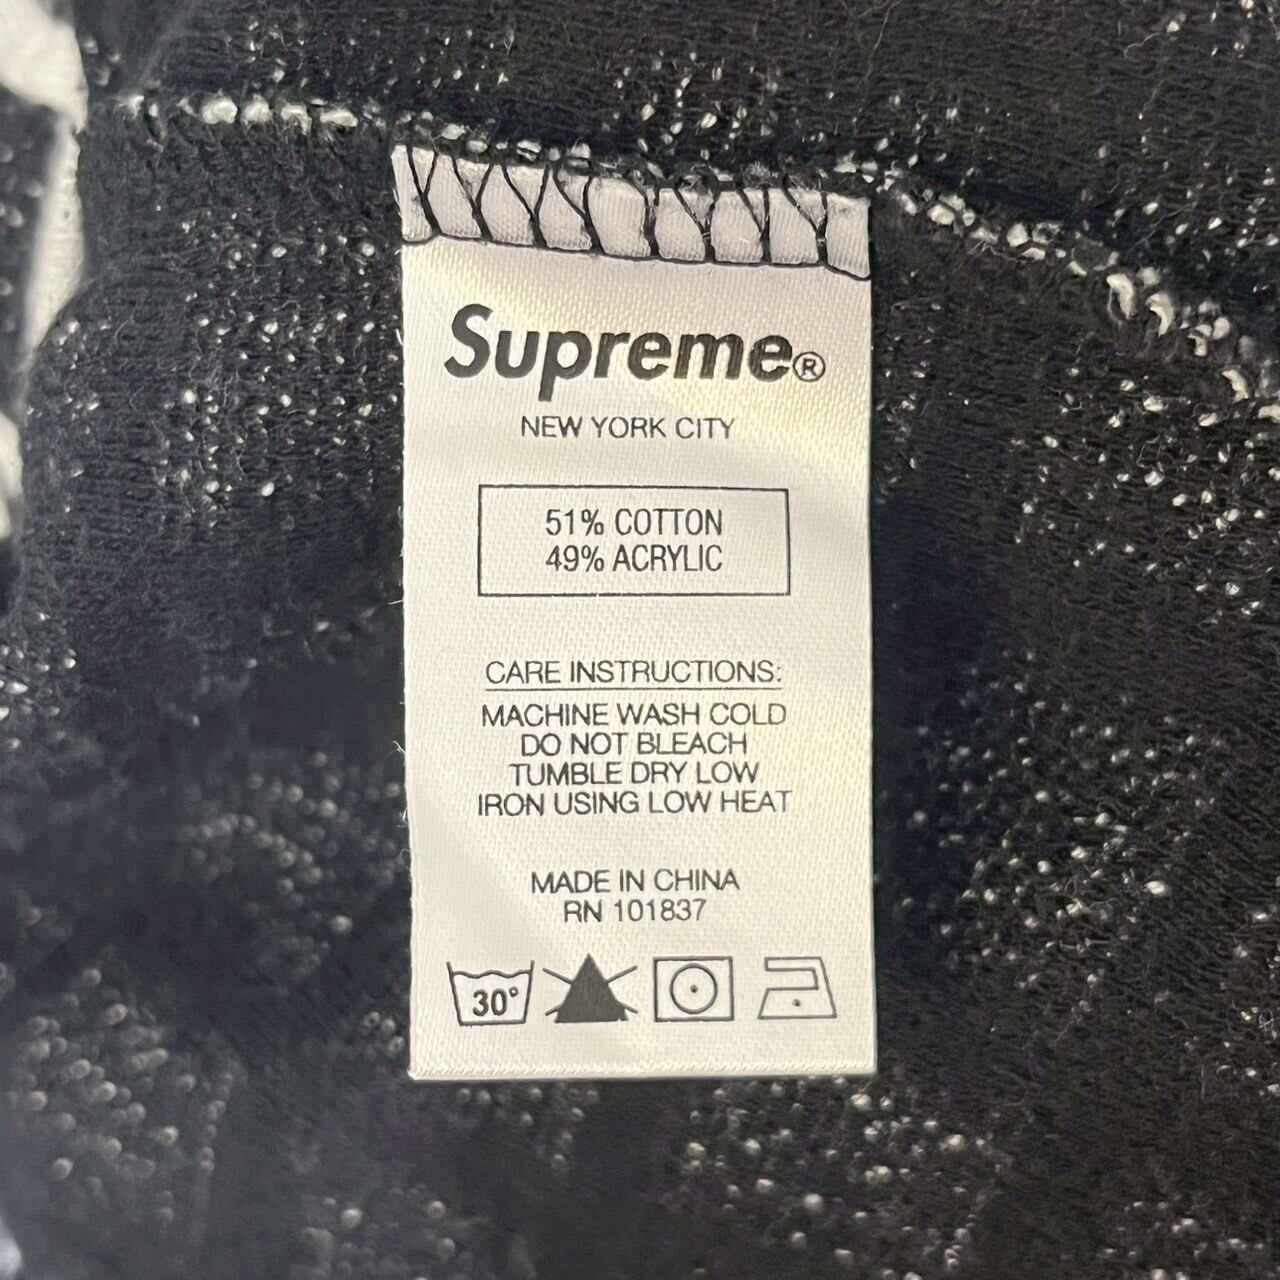 Supreme®
NEW YORK CITY
51% COTTON
49% ACRYLIC
CARE INSTRUCTIONS:
MACHINE WASH COLD
DO NOT BLEACH
TUMBLE DRY LOW
IRON USING LOW HEAT
MADE IN CHINA
RN 101837
30°